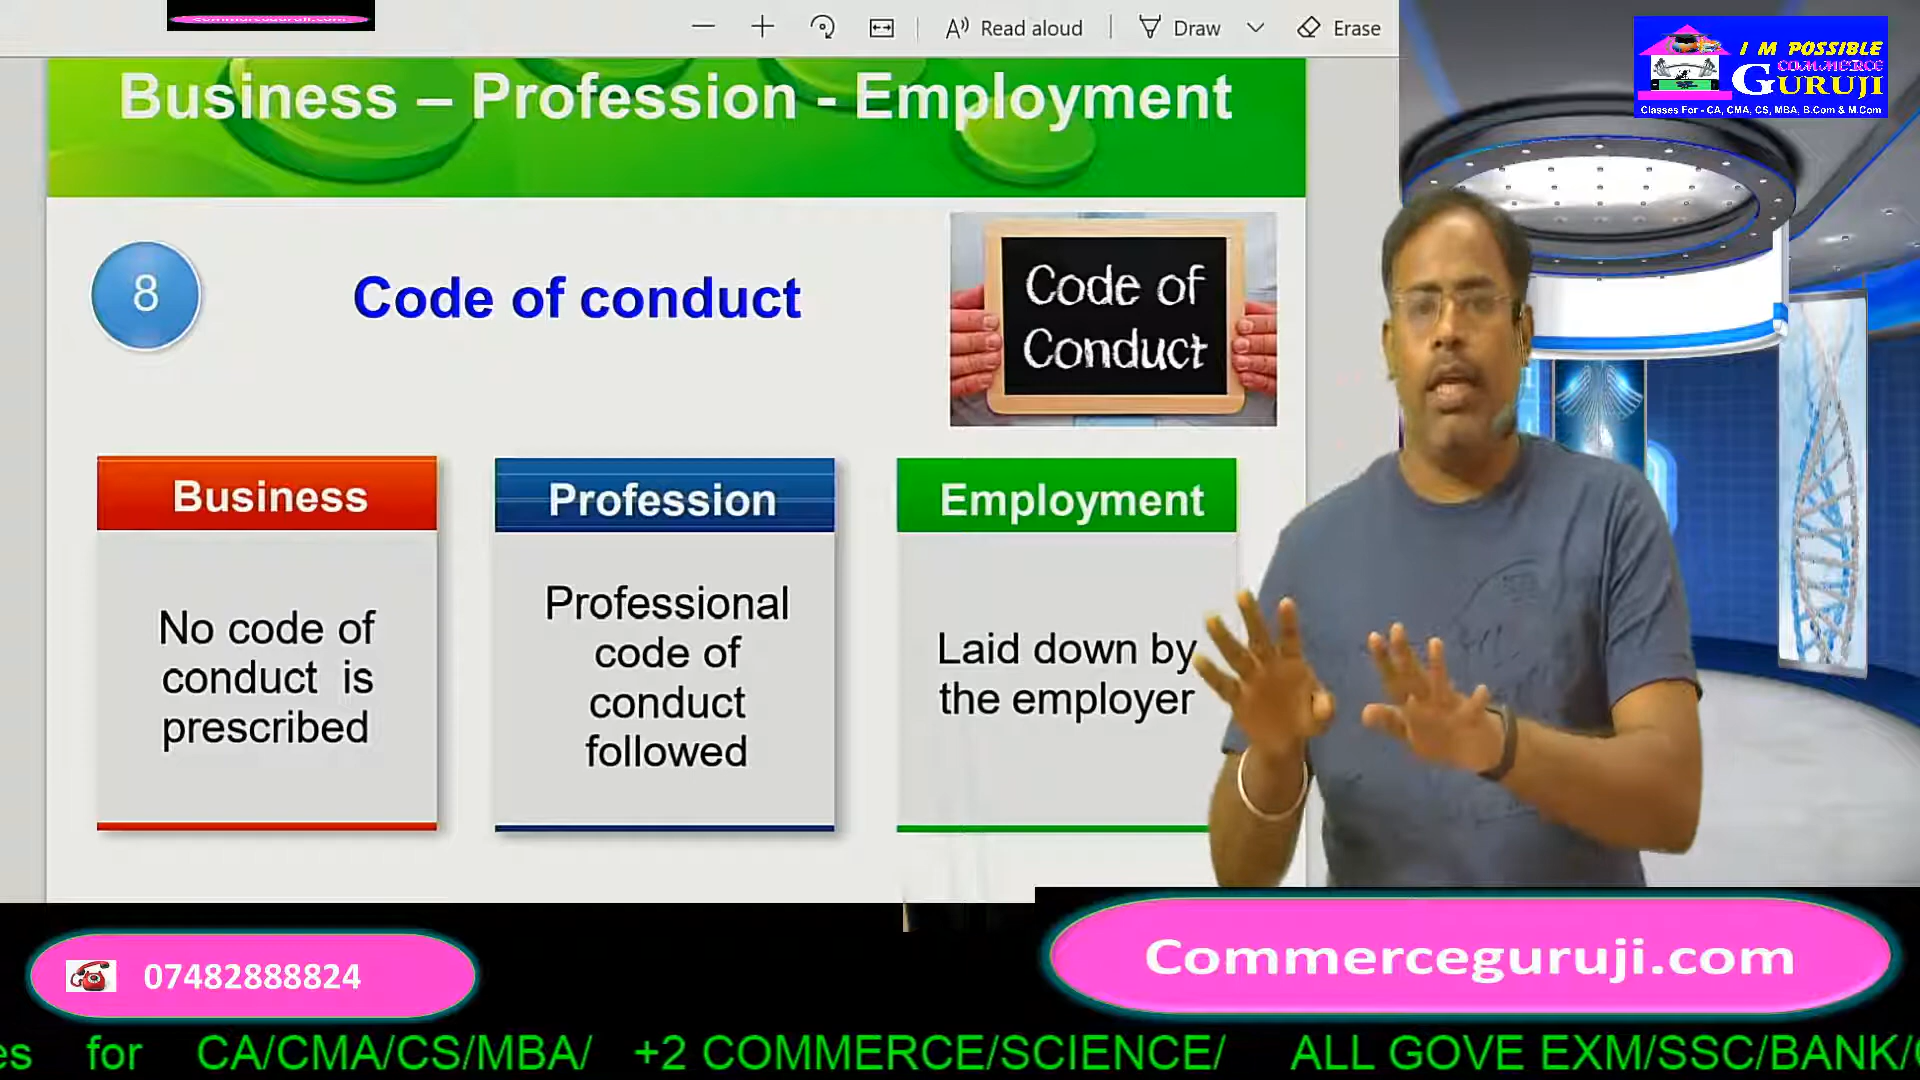 commerceguruji.com
Read aloud
Draw
Erase
I M POSSIBLE
COMMERCE
GURUJI
Classes For - CA, CMA, CS, MBA, B.Com & M.Com
Business – Profession - Employment
8
Code of conduct
Code of
Conduct
Business
No code of
conduct is
prescribed
Profession
Professional
code of
conduct
followed
Employment
Laid down by
the employer
07482888824
Commerceguruji.com
es for CA/CMA/CS/MBA/ +2 COMMERCE/SCIENCE/ ALL GOVE EXM/SSC/BANK/